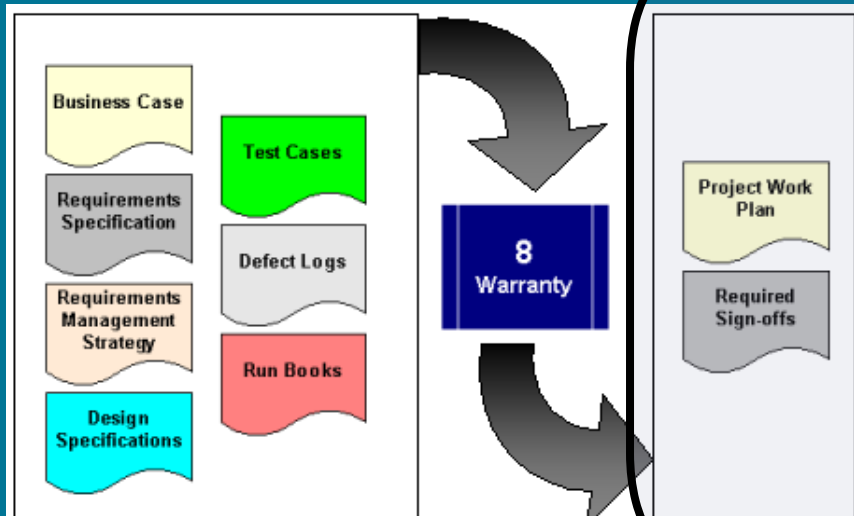 Business Case
Requirements
Specification
Requirements
Management
Strategy
Design
Specifications
Test Cases
Defect Logs
Run Books
8
Warranty
Project Work
Plan
Required
Sign-offs